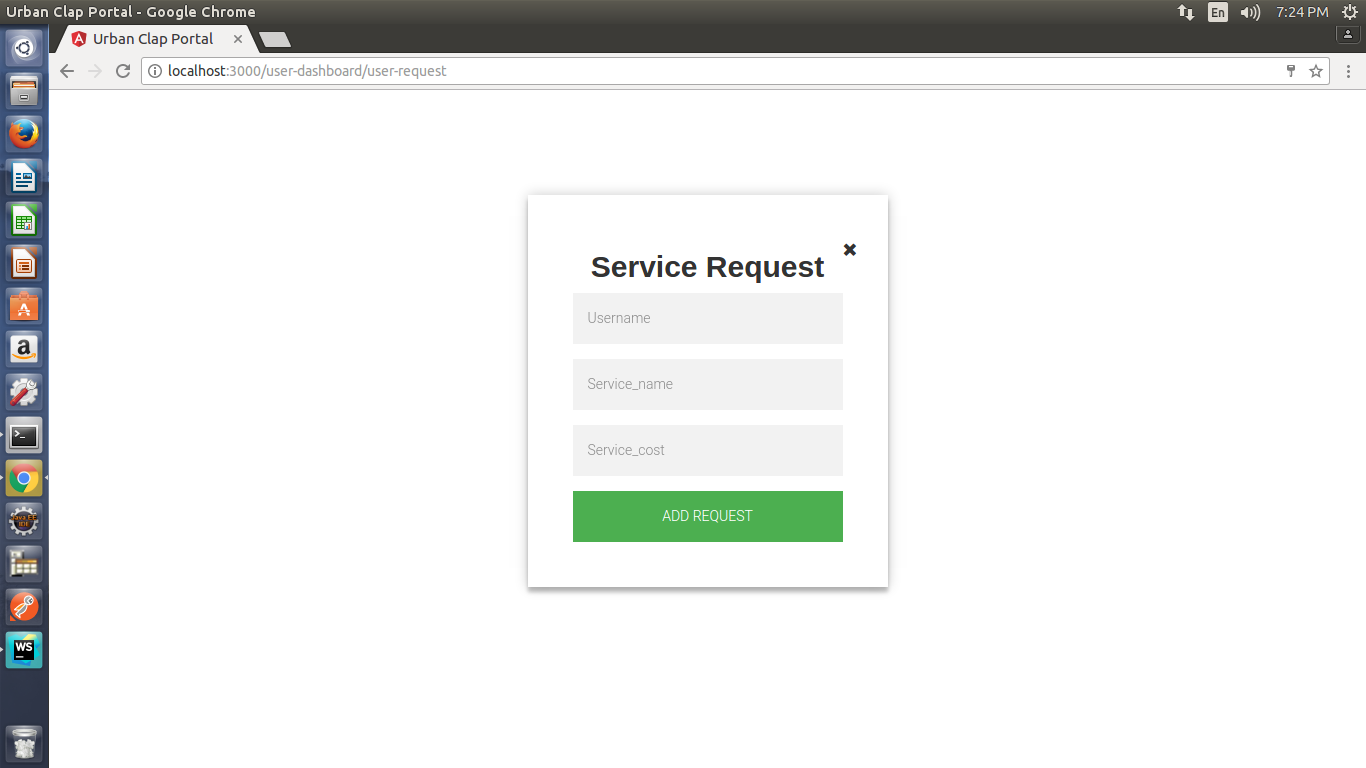 Urban Clap Portal - Google Chrome
En
7:24 PM
Urban Clap Portal
localhost:3000/user-dashboard/user-request
Service Request
Username
Service_name
Service_cost
ADD REQUEST
a
WS